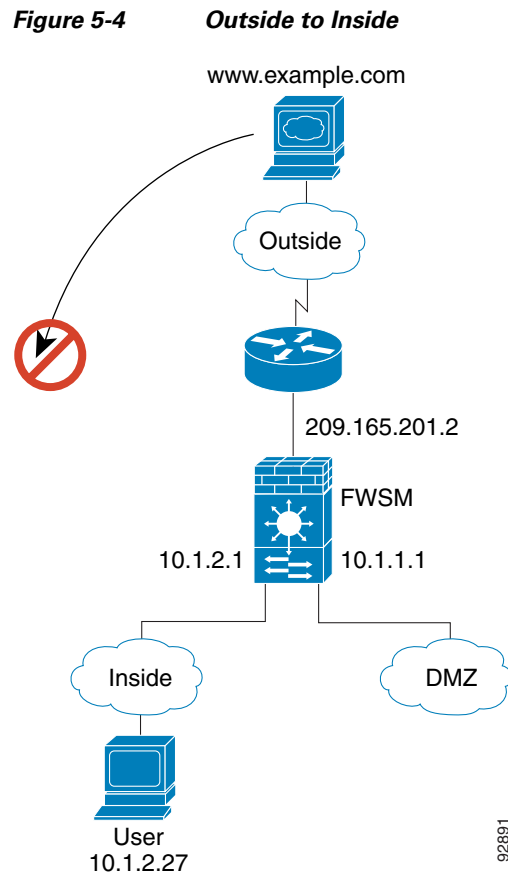 Figure 5-4 Outside to Inside
www.example.com
Outside
209.165.201.2
FWSM
10.1.2.1 10.1.1.1
Inside DMZ
User
10.1.2.27
92891